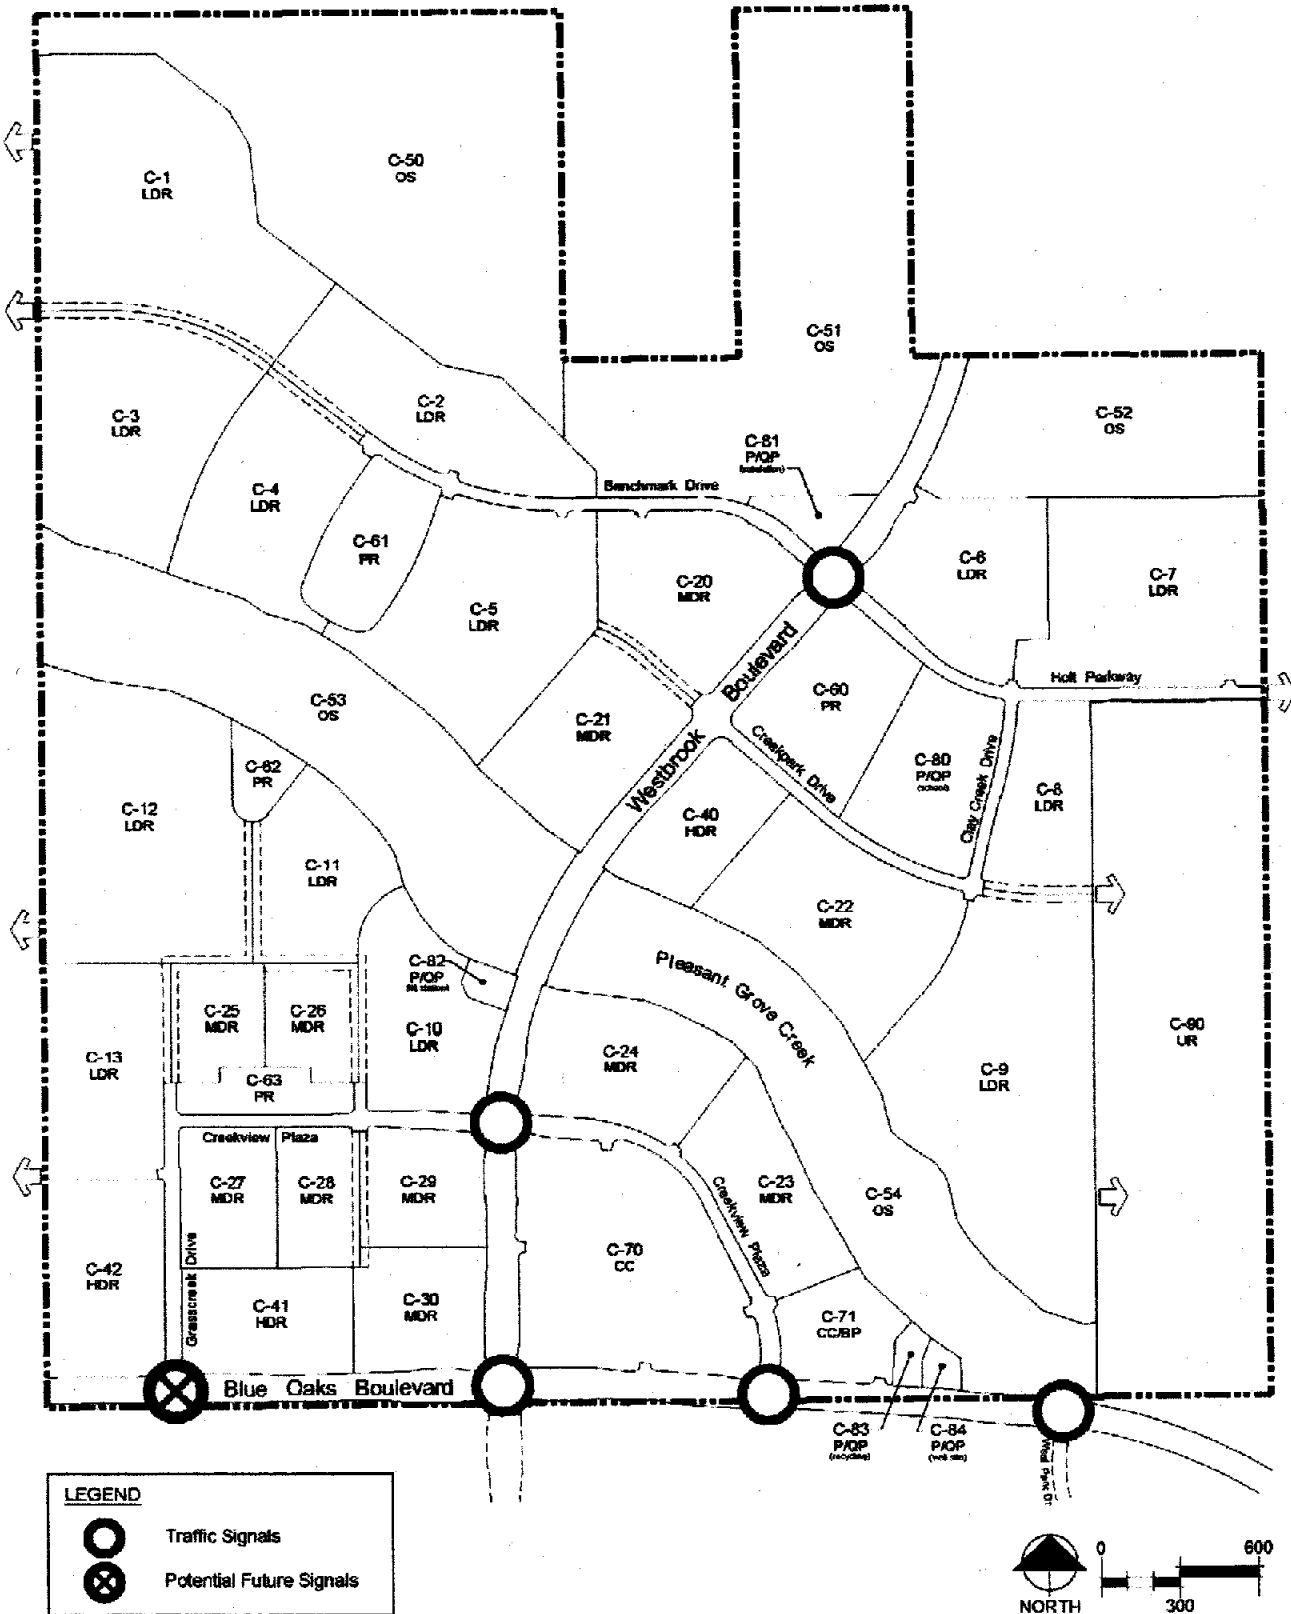 C-50
OS
C-1
LDR
C-51
OS
C-2
LDR
C-3
LDR
C-52
OS
C-81
P/QP
(substation)
C-4
LDR
Benchmark Drive
C-61
PR
C-6
LDR
C-7
LDR
C-20
MDR
C-5
LDR
Holt Parkway
Westbrook Boulevard
C-60
PR
C-53
OS
C-21
MDR
Creekpark Drive
C-80
P/QP
(school)
Clay Creek Drive
C-62
PR
C-8
LDR
C-12
LDR
C-40
HDR
C-11
LDR
C-22
MDR
C-82
P/QP
Pleasant Grove Creek
C-25
MDR
C-26
MDR
C-10
LDR
C-90
UR
C-24
MDR
C-13
LDR
C-63
PR
C-9
LDR
Creekview Plaza
C-27
MDR
C-28
MDR
C-29
MDR
C-23
MDR
Creekview Plaza
C-54
OS
C-70
CC
C-42
HDR
Grasscreek Drive
C-41
HDR
C-30
MDR
C-71
CC/BP
Blue Oaks Boulevard
C-83
P/QP
(recycling)
C-84
P/QP
(well site)
LEGEND
Traffic Signals
Potential Future Signals
0
600
300
NORTH